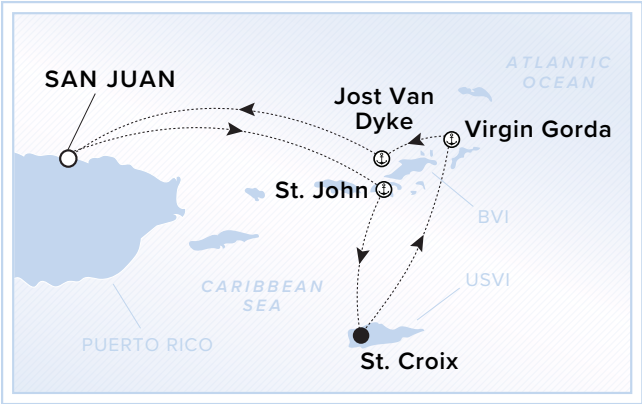 ATLANTIC
OCEAN
SAN JUAN
Jost Van
Dyke
Virgin Gorda
St. John
BVI
CARIBBEAN
SEA
USVI
PUERTO RICO
St. Croix